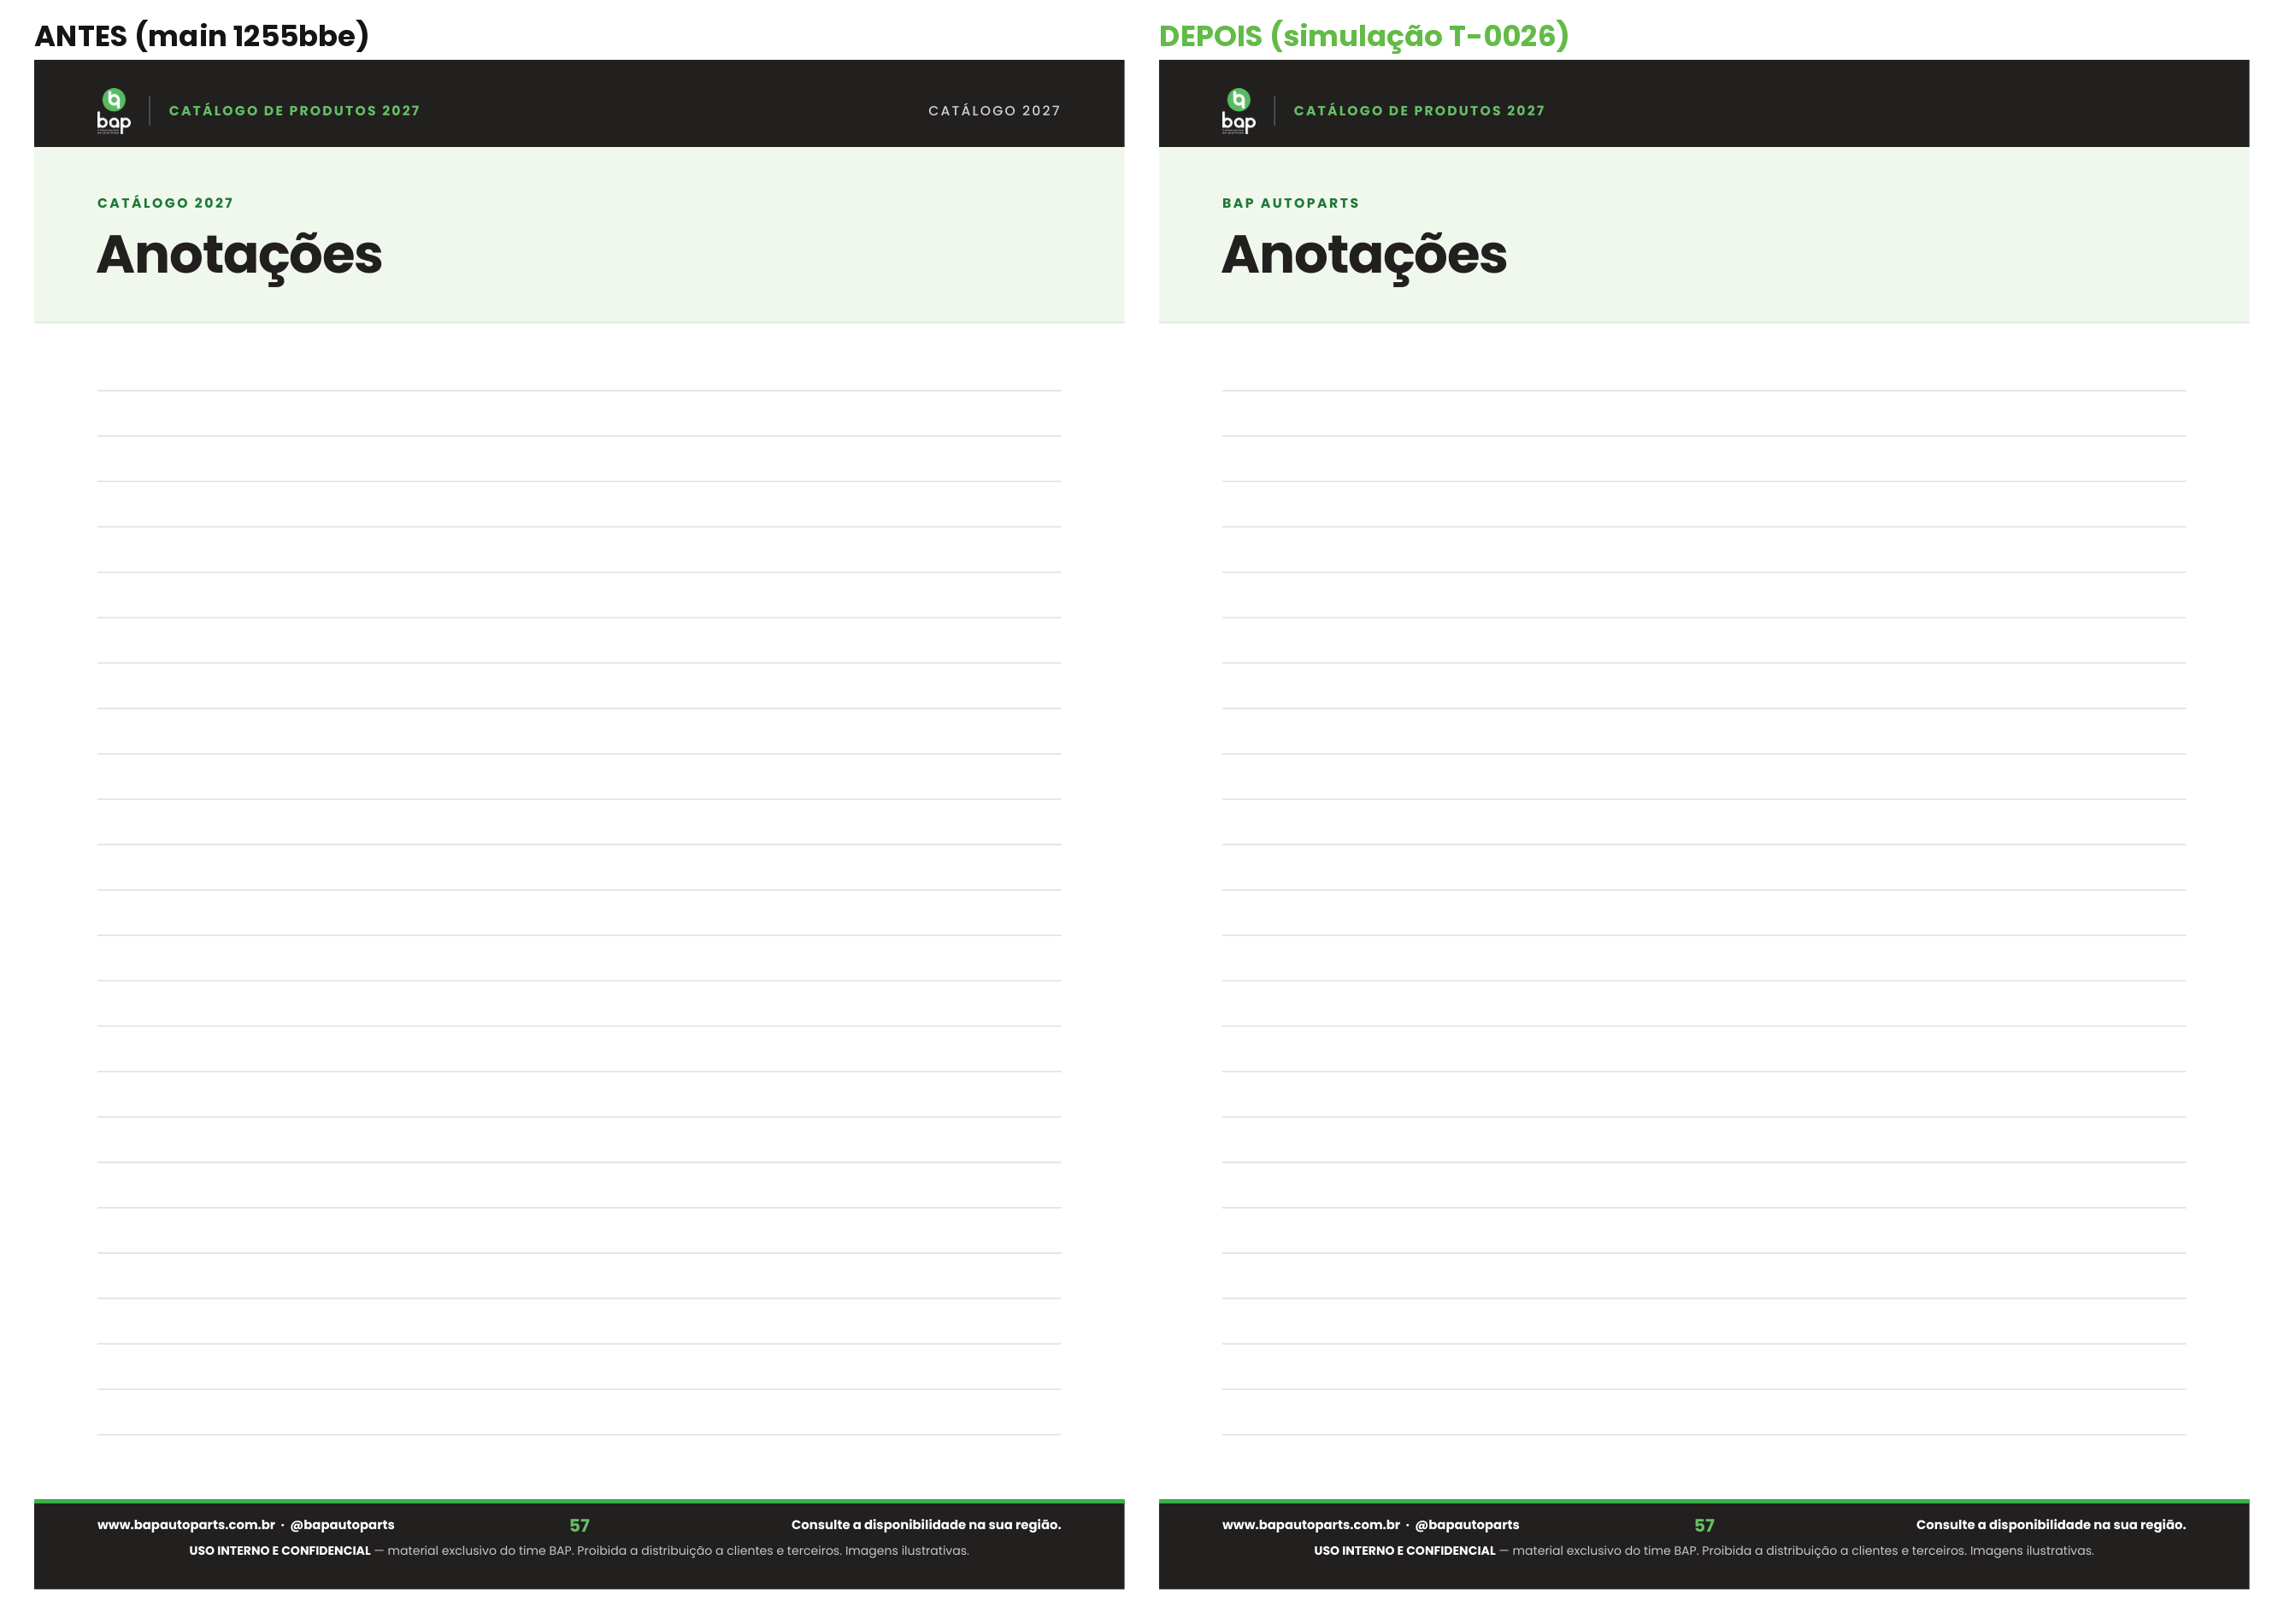 ANTES (main 1255bbe)
bap
CATÁLOGO DE PRODUTOS 2027
CATÁLOGO 2027
CATÁLOGO 2027
Anotações
www.bapautoparts.com.br · @bapautoparts
57
Consulte a disponibilidade na sua região.
USO INTERNO E CONFIDENCIAL — material exclusivo do time BAP. Proibida a distribuição a clientes e terceiros. Imagens ilustrativas.
DEPOIS (simulação T-0026)
bap
CATÁLOGO DE PRODUTOS 2027
BAP AUTOPARTS
Anotações
www.bapautoparts.com.br · @bapautoparts
57
Consulte a disponibilidade na sua região.
USO INTERNO E CONFIDENCIAL — material exclusivo do time BAP. Proibida a distribuição a clientes e terceiros. Imagens ilustrativas.